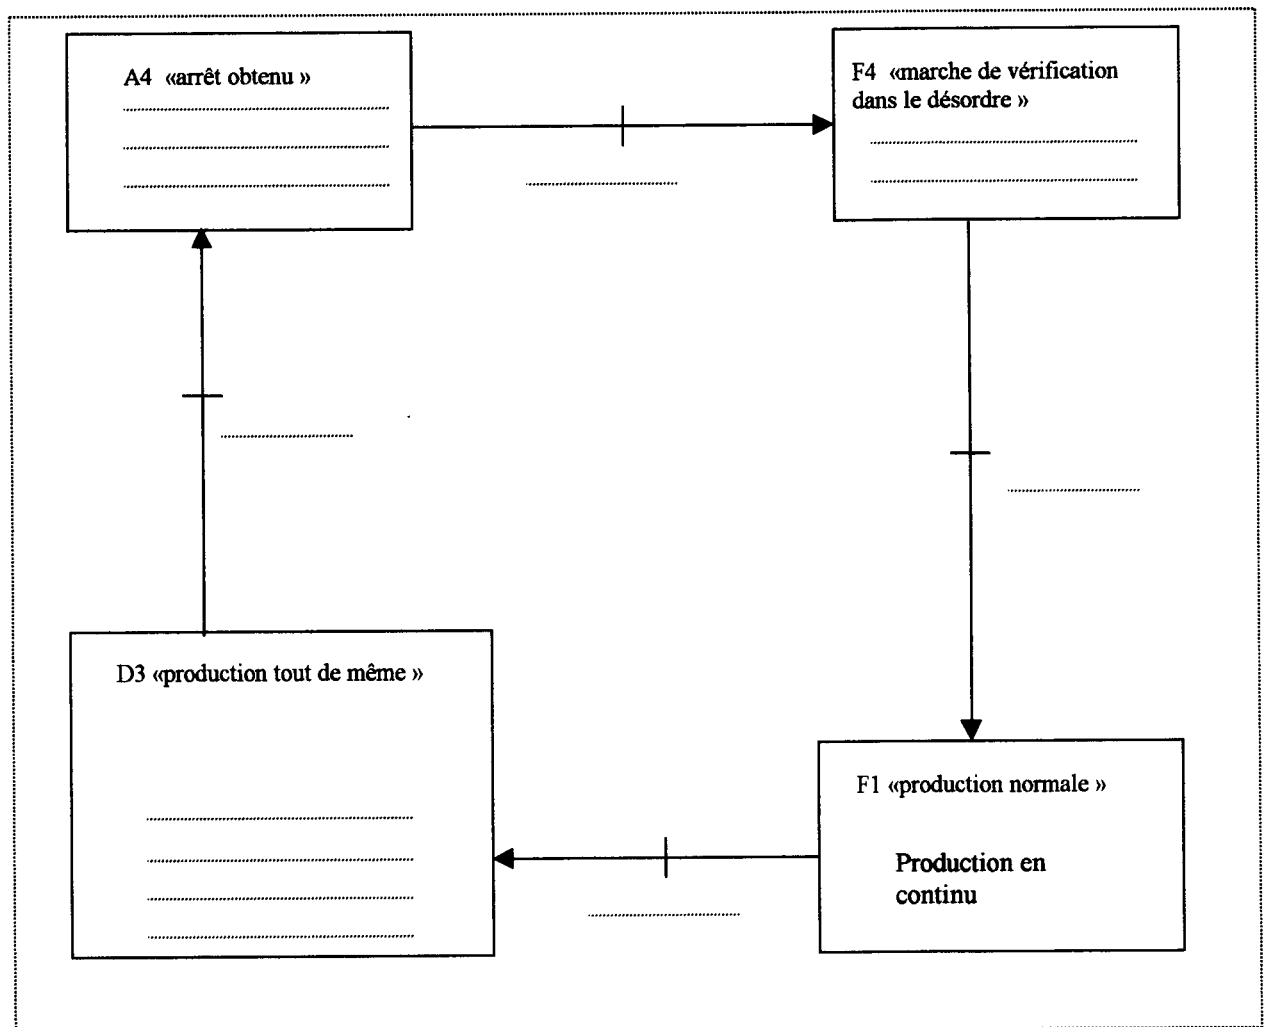 A4 «arrêt obtenu »
F4 «marche de vérification
dans le désordre »
D3 «production tout de même »
F1 «production normale »
Production en
continu